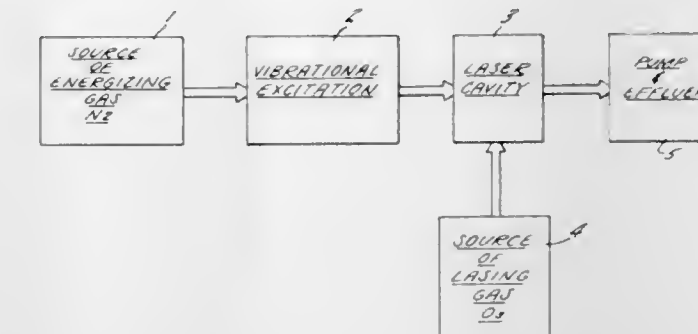 1
SOURCE
OF
ENERGIZING
GAS
N2
2
VIBRATIONAL
EXCITATION
3
LASER
CAVITY
PUMP
&
5
4
SOURCE
OF
LASING
GAS
O3